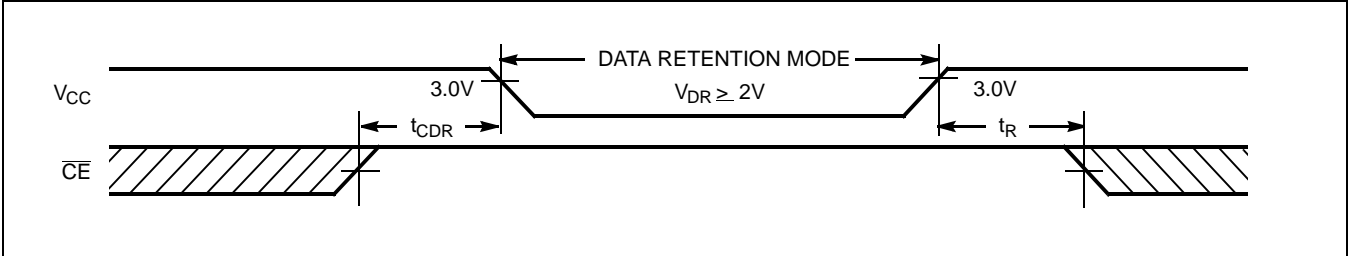 DATA RETENTION MODE
VCC
3.0V
VDR ≥ 2V
3.0V
tCDR
tR
CE